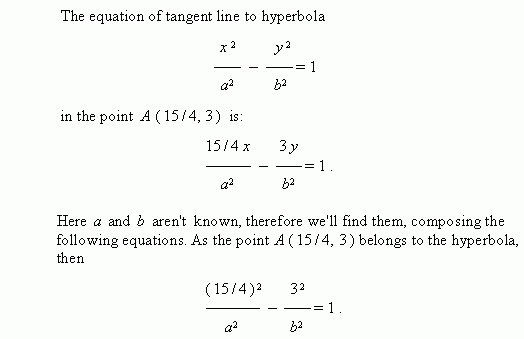 The equation of tangent line to hyperbola
x² / a² − y² / b² = 1
in the point A ( 15 / 4, 3 ) is:
15 / 4 x / a² − 3 y / b² = 1 .
Here a and b aren't known, therefore we'll find them, composing the
following equations. As the point A ( 15 / 4, 3 ) belongs to the hyperbola,
then
( 15 / 4 )² / a² − 3² / b² = 1 .